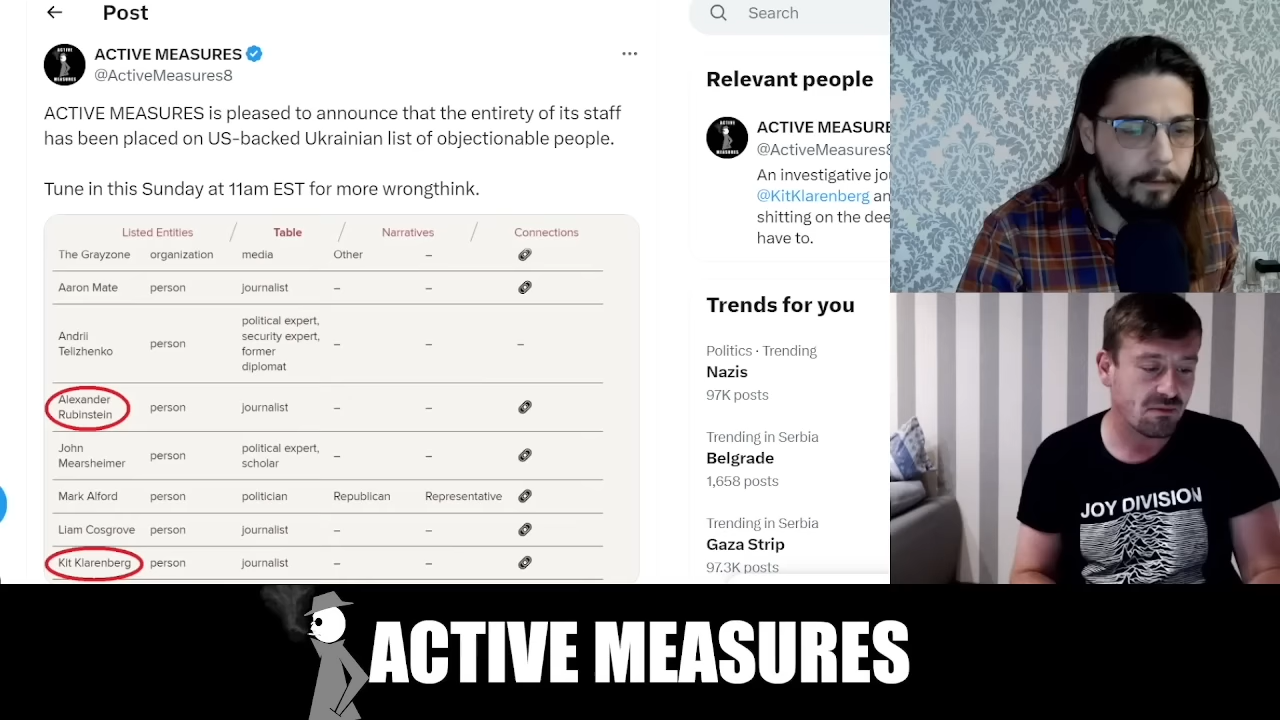 Post
ACTIVE MEASURES
@ActiveMeasures8
ACTIVE MEASURES is pleased to announce that the entirety of its staff
has been placed on US-backed Ukrainian list of objectionable people.
Tune in this Sunday at 11am EST for more wrongthink.
Listed Entities / Table / Narratives / Connections
The Grayzone organization media Other –
Aaron Mate person journalist – –
Andrii
Telizhenko
person
political expert,
security expert,
former
diplomat
– – –
Alexander
Rubinstein
person journalist – –
John
Mearsheimer
person
political expert,
scholar
– –
Mark Alford person politician Republican Representative
Liam Cosgrove person journalist – –
Kit Klarenberg person journalist – –
Search
Relevant people
ACTIVE MEASURE
@ActiveMeasures8
An investigative jo
@KitKlarenberg an
shitting on the dee
have to.
Trends for you
Politics · Trending
Nazis
97K posts
Trending in Serbia
Belgrade
1,658 posts
Trending in Serbia
Gaza Strip
97.3K posts
JOY DIVISION
ACTIVE MEASURES